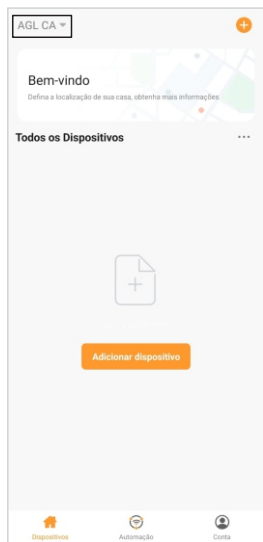 AGL CA
Bem-vindo
Defina a localização de sua casa, obtenha mais informações
Todos os Dispositivos
Adicionar dispositivo
Dispositivos
Automação
Conta